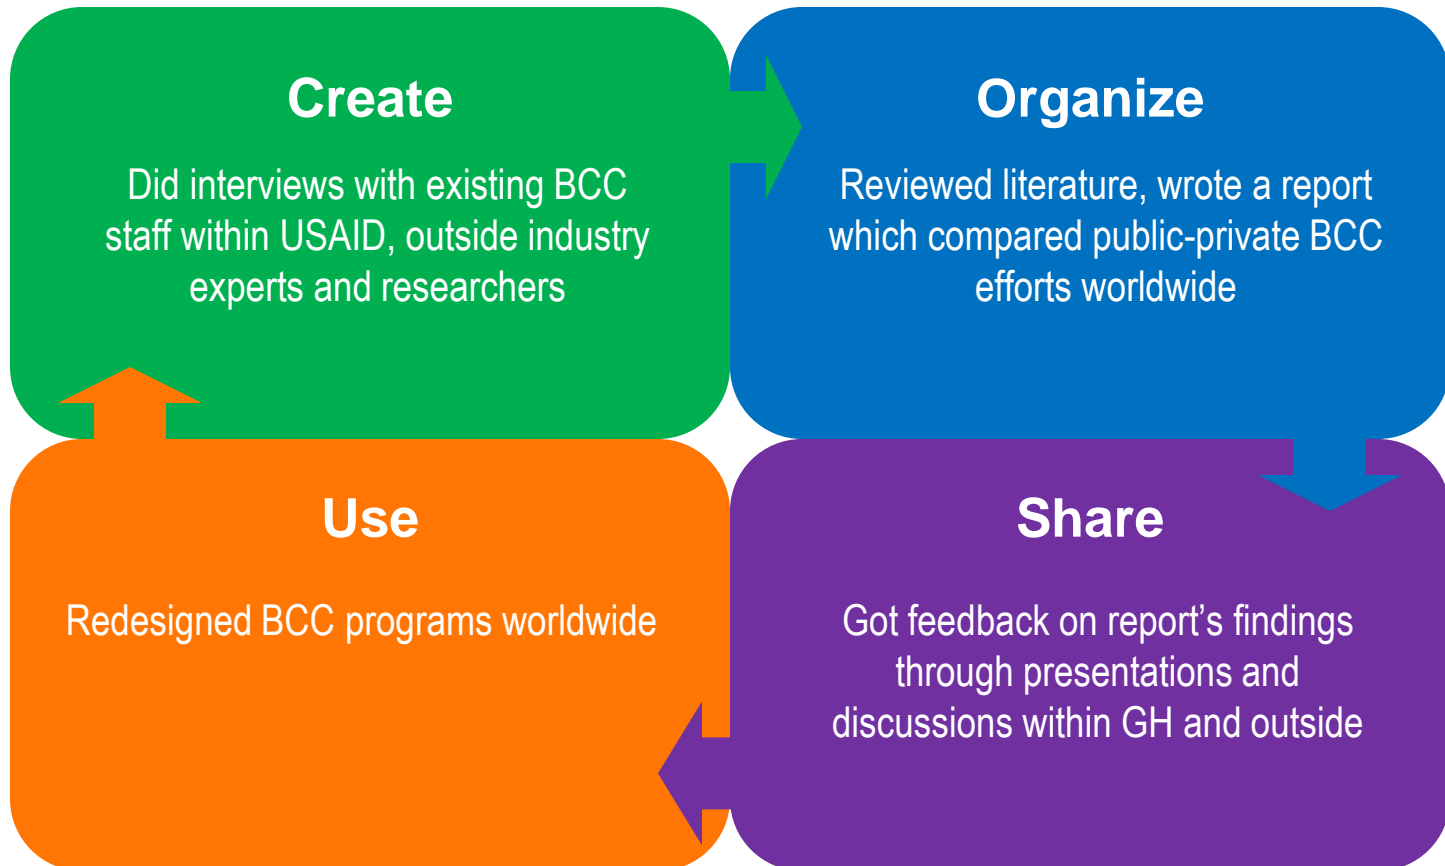 Create
Did interviews with existing BCC
staff within USAID, outside industry
experts and researchers
Organize
Reviewed literature, wrote a report
which compared public-private BCC
efforts worldwide
Use
Redesigned BCC programs worldwide
Share
Got feedback on report’s findings
through presentations and
discussions within GH and outside